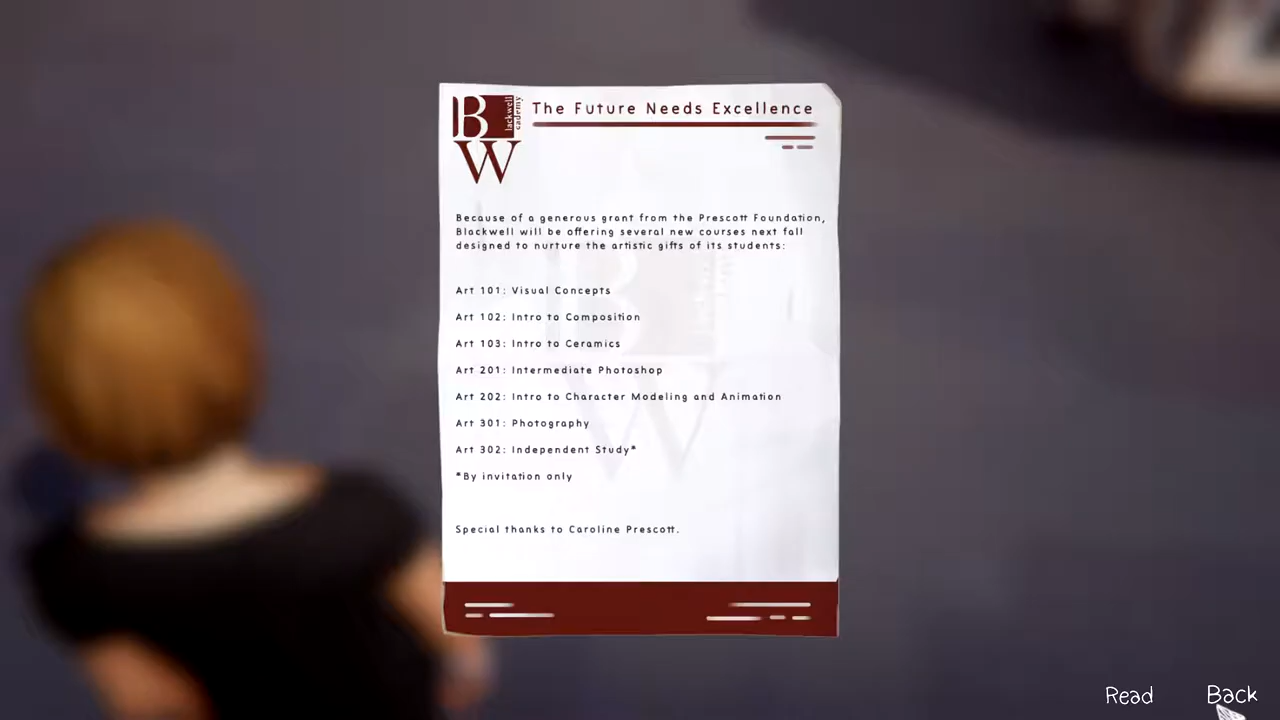 BW
lackwell
cademy
The Future Needs Excellence
Because of a generous grant from the Prescott Foundation,
Blackwell will be offering several new courses next fall
designed to nurture the artistic gifts of its students:
Art 101: Visual Concepts
Art 102: Intro to Composition
Art 103: Intro to Ceramics
Art 201: Intermediate Photoshop
Art 202: Intro to Character Modeling and Animation
Art 301: Photography
Art 302: Independent Study*
*By invitation only
Special thanks to Caroline Prescott.
Read Back